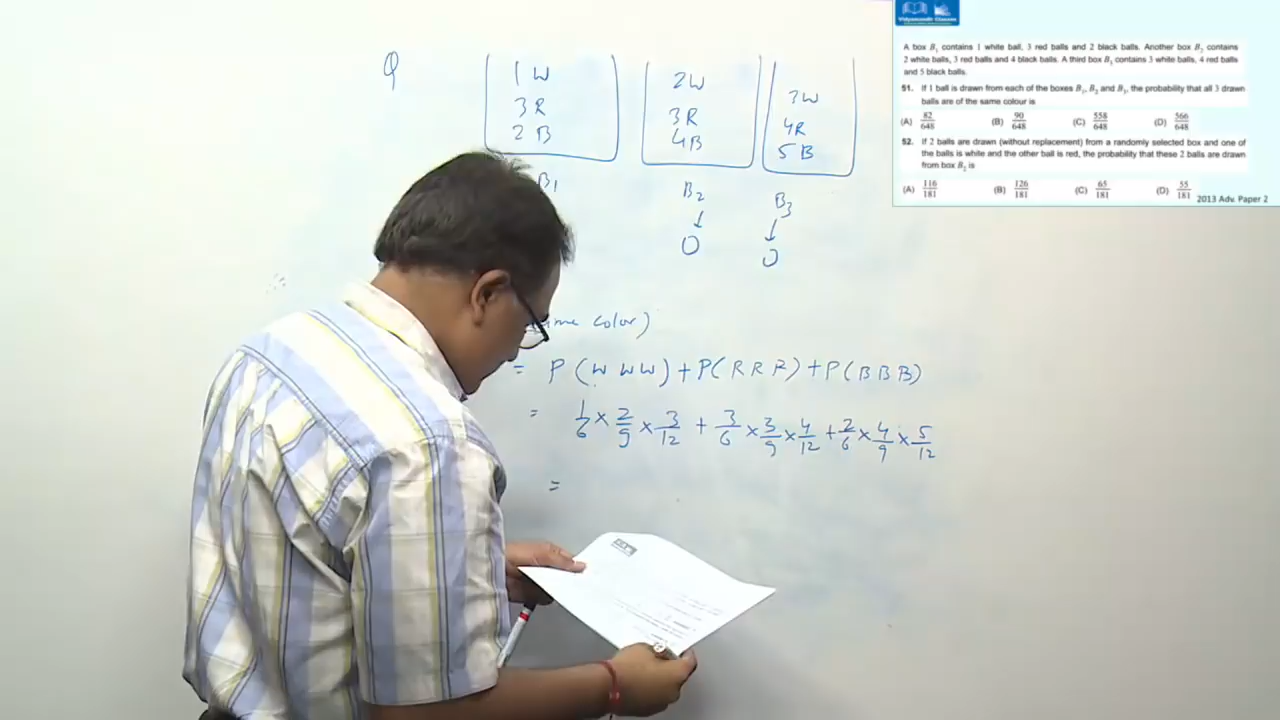 Vidyamandir Classes
A box B₁ contains 1 white ball, 3 red balls and 2 black balls. Another box B₂ contains
2 white balls, 3 red balls and 4 black balls. A third box B₃ contains 3 white balls, 4 red balls
and 5 black balls.
51. If 1 ball is drawn from each of the boxes B₁, B₂ and B₃, the probability that all 3 drawn
balls are of the same colour is
(A) 82/648 (B) 90/648 (C) 558/648 (D) 566/648
52. If 2 balls are drawn (without replacement) from a randomly selected box and one of
the balls is white and the other ball is red, the probability that these 2 balls are drawn
from box B₂ is
(A) 116/181 (B) 126/181 (C) 65/181 (D) 55/181
2013 Adv. Paper 2
Q
1 W
3 R
2 B
B₁
2W
3R
4B
B₂
↓
0
3W
4R
5 B
B₃
↓
0
color)
= P (W W W) + P(R R R) + P(B B B)
= 1/6 × 2/9 × 3/12 + 3/6 × 3/9 × 4/12 + 2/6 × 4/9 × 5/12
=